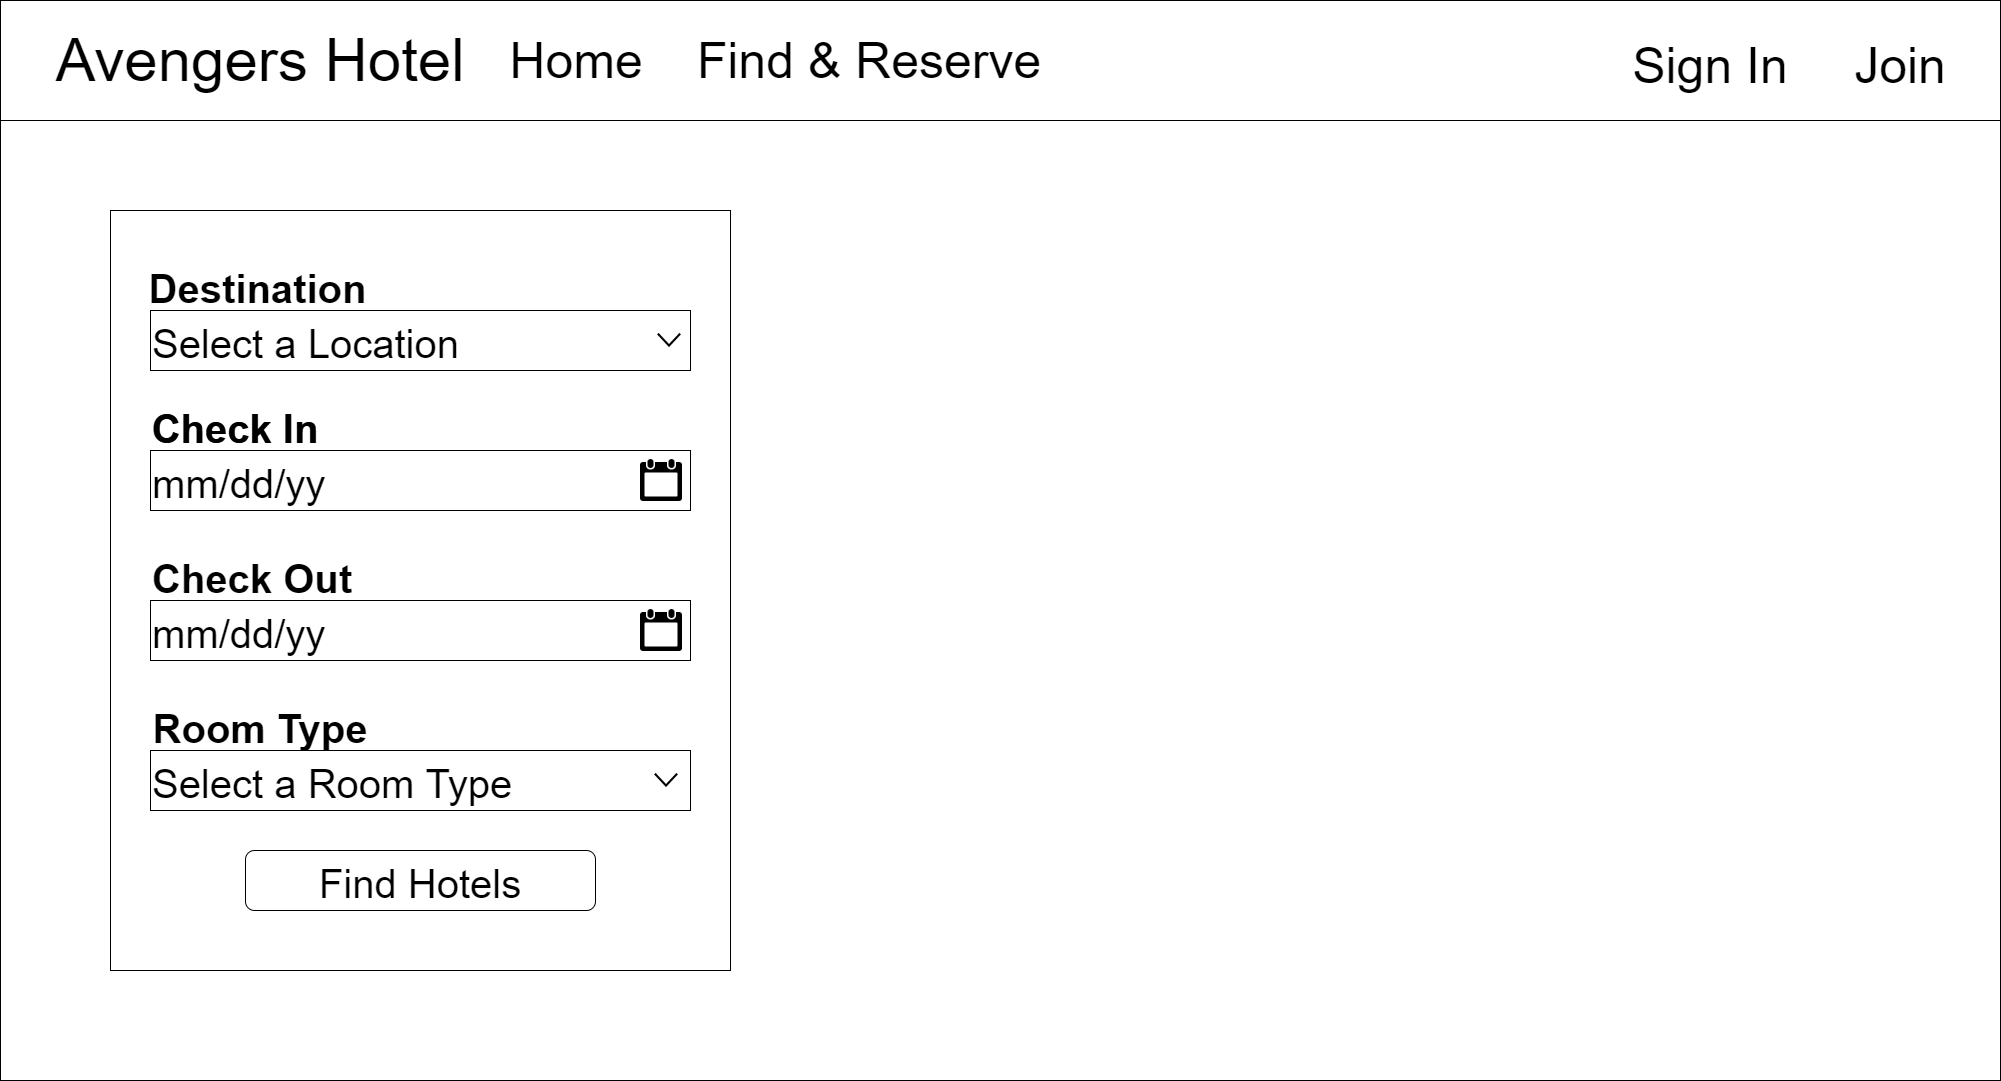 Avengers Hotel Home Find & Reserve Sign In Join
Destination
Select a Location
Check In
mm/dd/yy
Check Out
mm/dd/yy
Room Type
Select a Room Type
Find Hotels